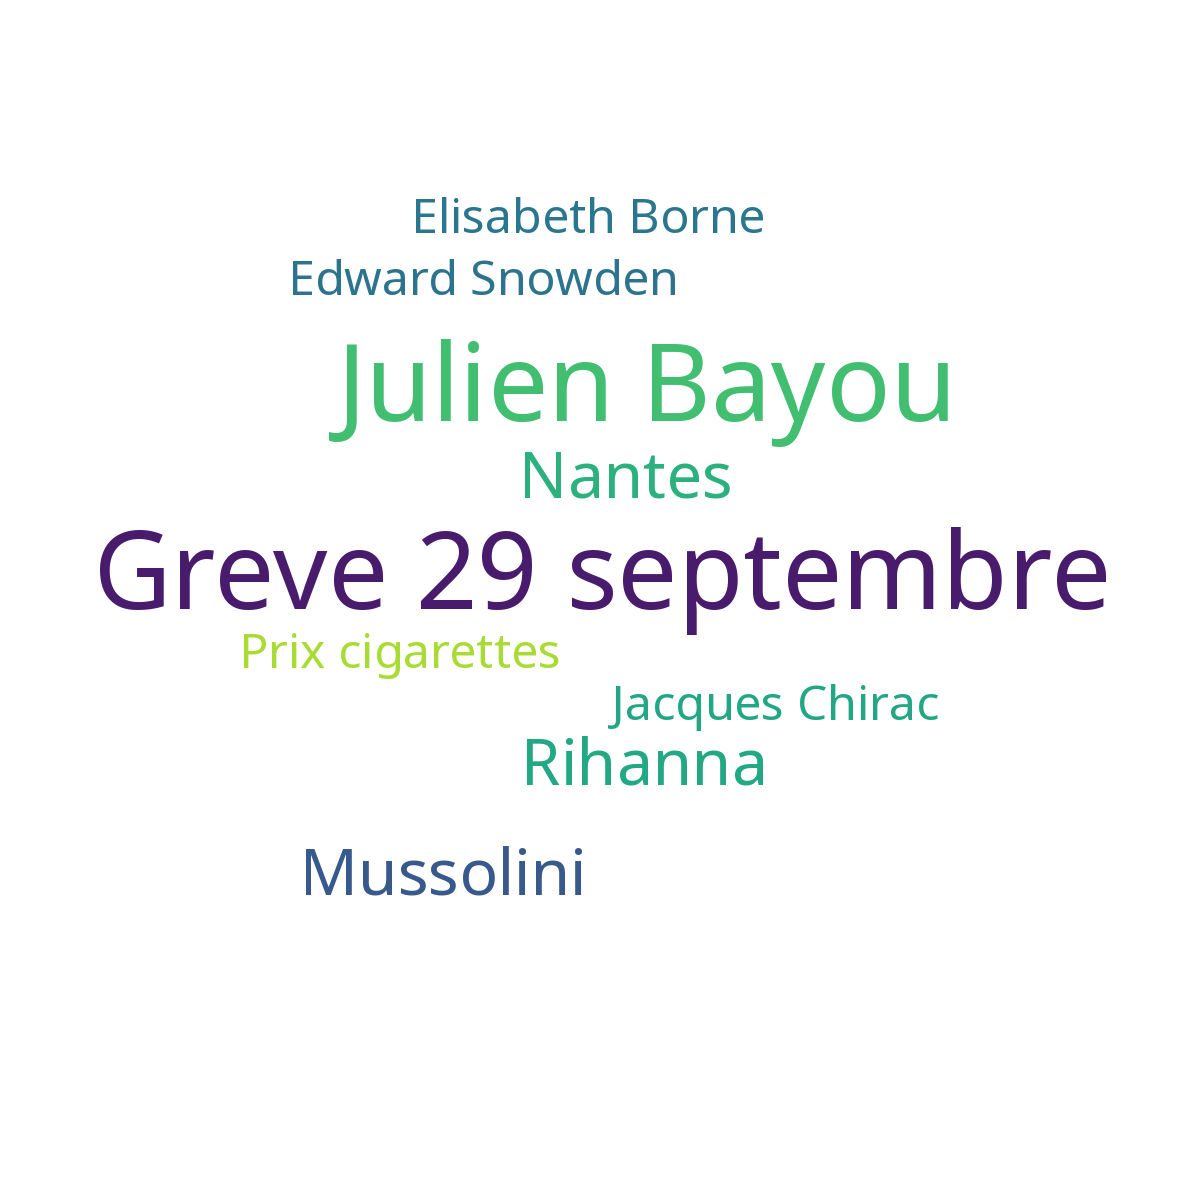 Elisabeth Borne
Edward Snowden
Julien Bayou
Nantes
Greve 29 septembre
Prix cigarettes
Jacques Chirac
Rihanna
Mussolini